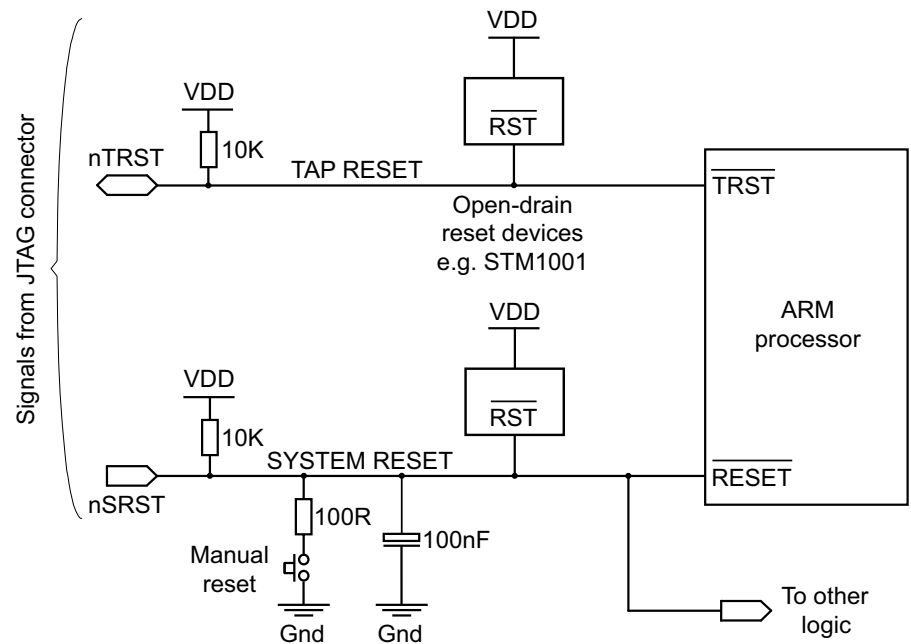 Signals from JTAG connector
VDD
RST
VDD
10K
nTRST
TAP RESET
TRST
Open-drain
reset devices
e.g. STM1001
ARM
processor
VDD
RST
VDD
10K
SYSTEM RESET
RESET
nSRST
100R
100nF
Manual
reset
Gnd
Gnd
To other
logic